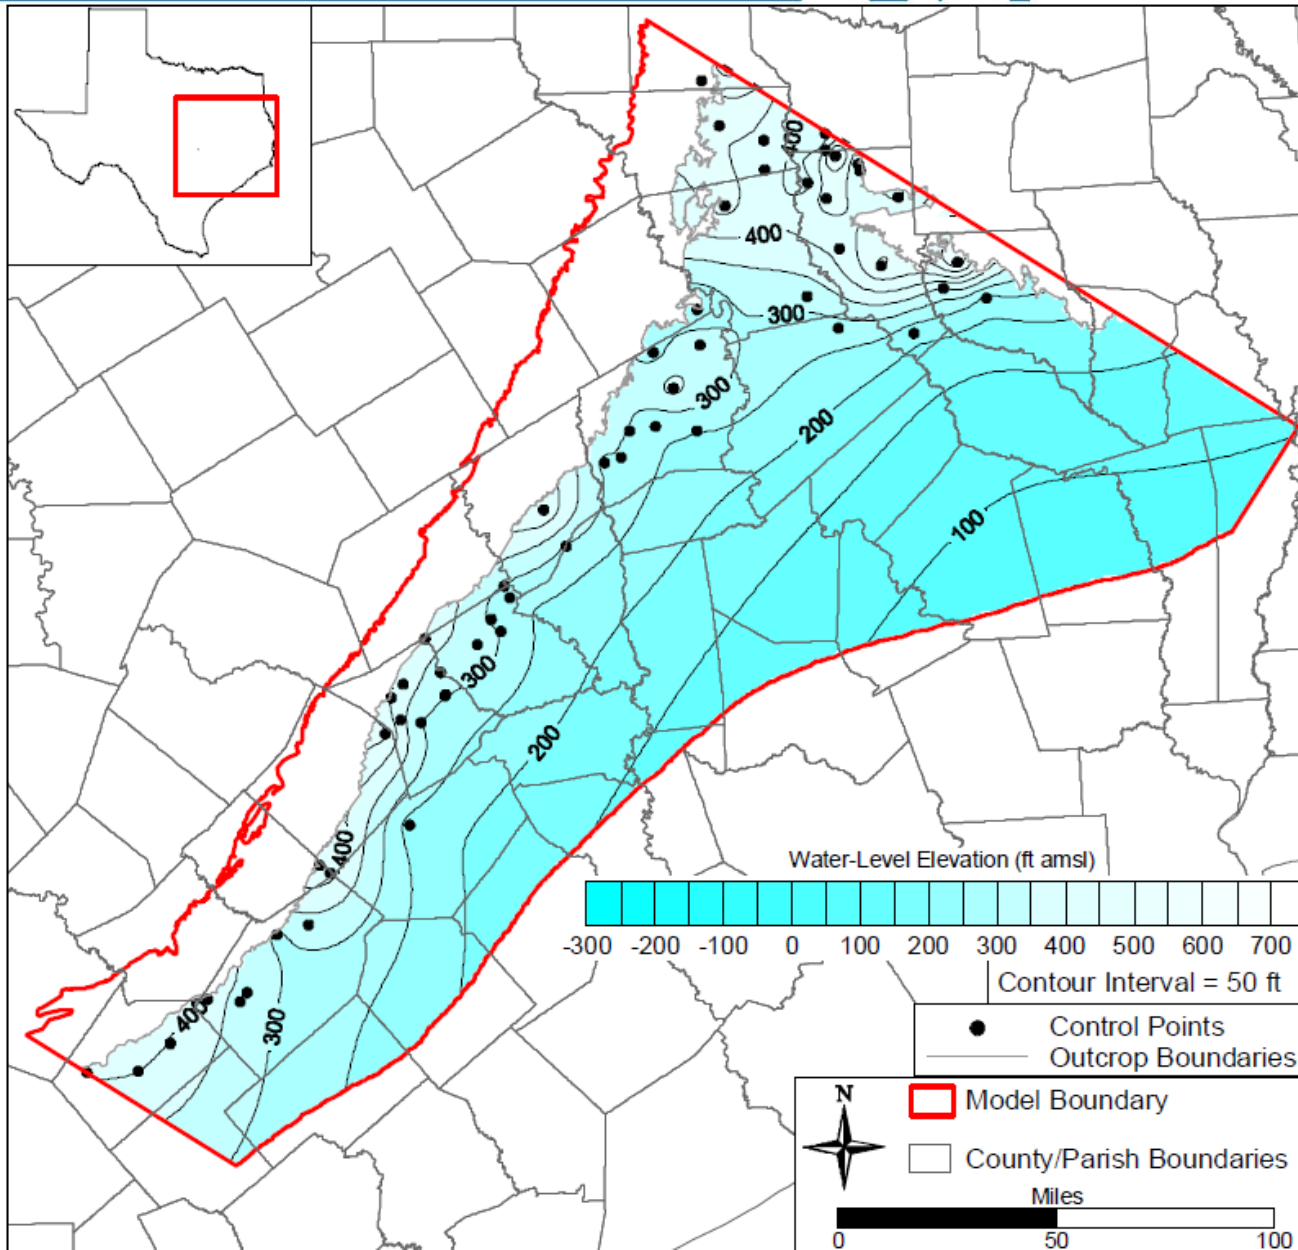 400
400
300
300
200
100
300
200
400
400
300
Water-Level Elevation (ft amsl)
-300 -200 -100 0 100 200 300 400 500 600 700
Contour Interval = 50 ft
Control Points
Outcrop Boundaries
N
Model Boundary
County/Parish Boundaries
Miles
0 50 100